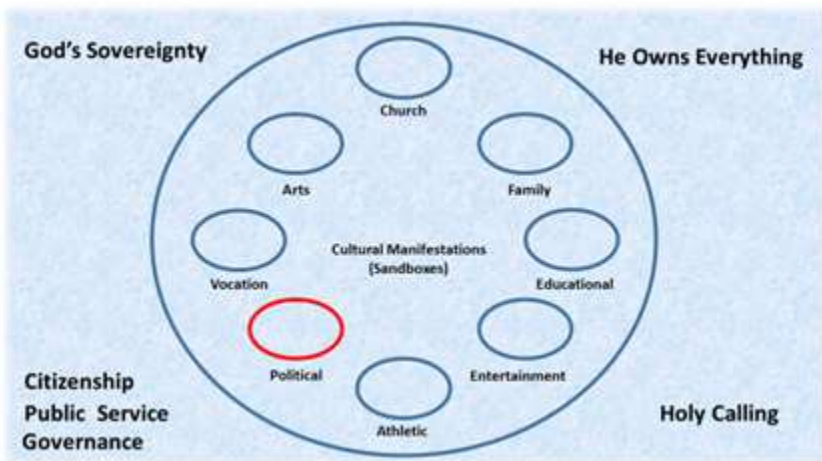 God's Sovereignty
He Owns Everything
Church
Arts
Family
Cultural Manifestations
(Sandboxes)
Vocation
Educational
Political
Entertainment
Athletic
Citizenship
Public Service
Governance
Holy Calling